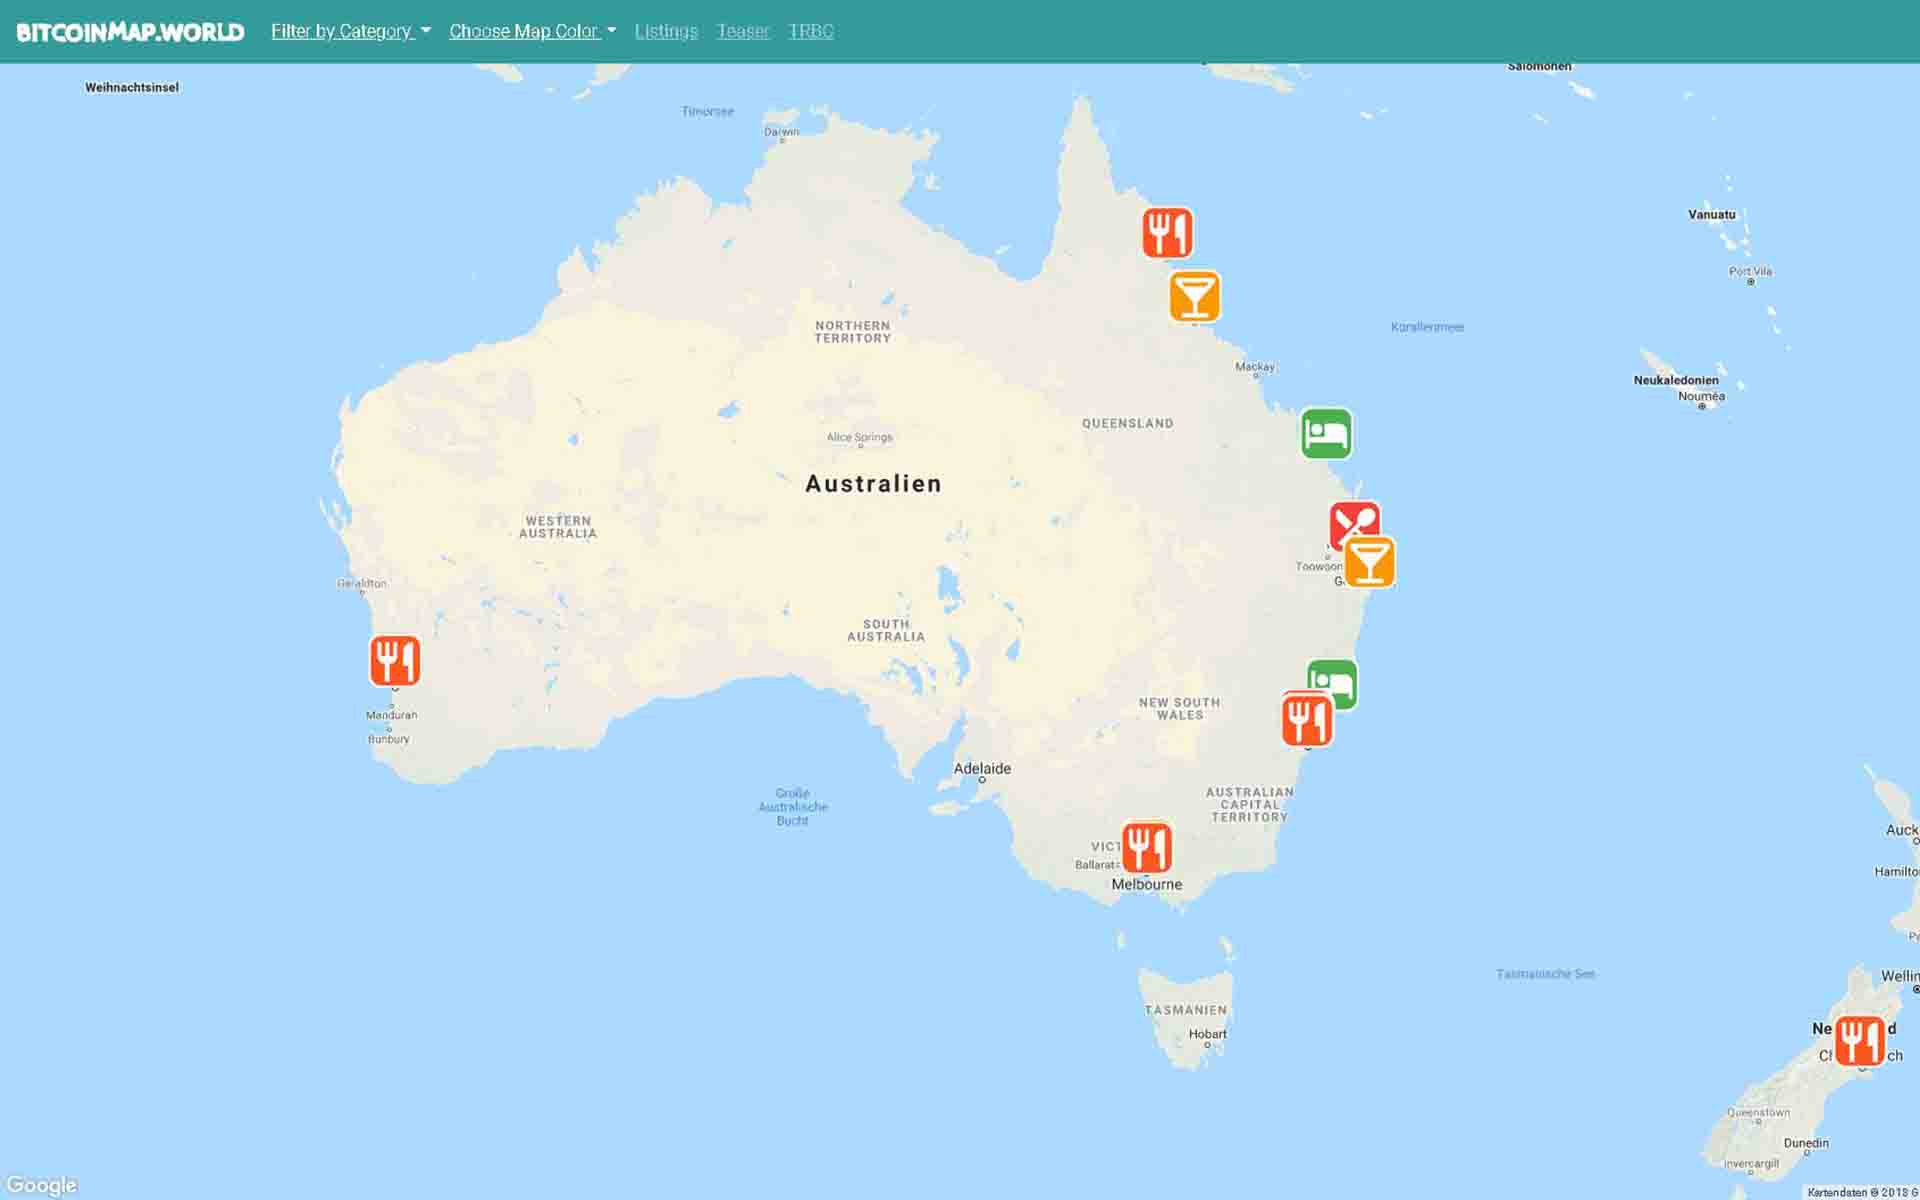 BITCOINMAP.WORLD Filter by Category Choose Map Color Listings Teaser TRBC
Salomonen
Weihnachtsinsel
Timorsee
Darwin
Vanuatu
Port Vila
NORTHERN
TERRITORY
Korallenmeer
Mackay
Neukaledonien
Nouméa
QUEENSLAND
Alice Springs
Australien
WESTERN
AUSTRALIA
Toowoon
G
Geraldton
SOUTH
AUSTRALIA
NEW SOUTH
WALES
Mandurah
Bunbury
Adelaide
Große
Australische
Bucht
AUSTRALIAN
CAPITAL
TERRITORY
Auck
VICT
Ballarat
Hamilto
Melbourne
Tasmanische See
Wellin
TASMANIEN
Hobart
Ne d
Cl ch
Queenstown
Dunedin
Invercargill
Google
Kartendaten © 2018 G